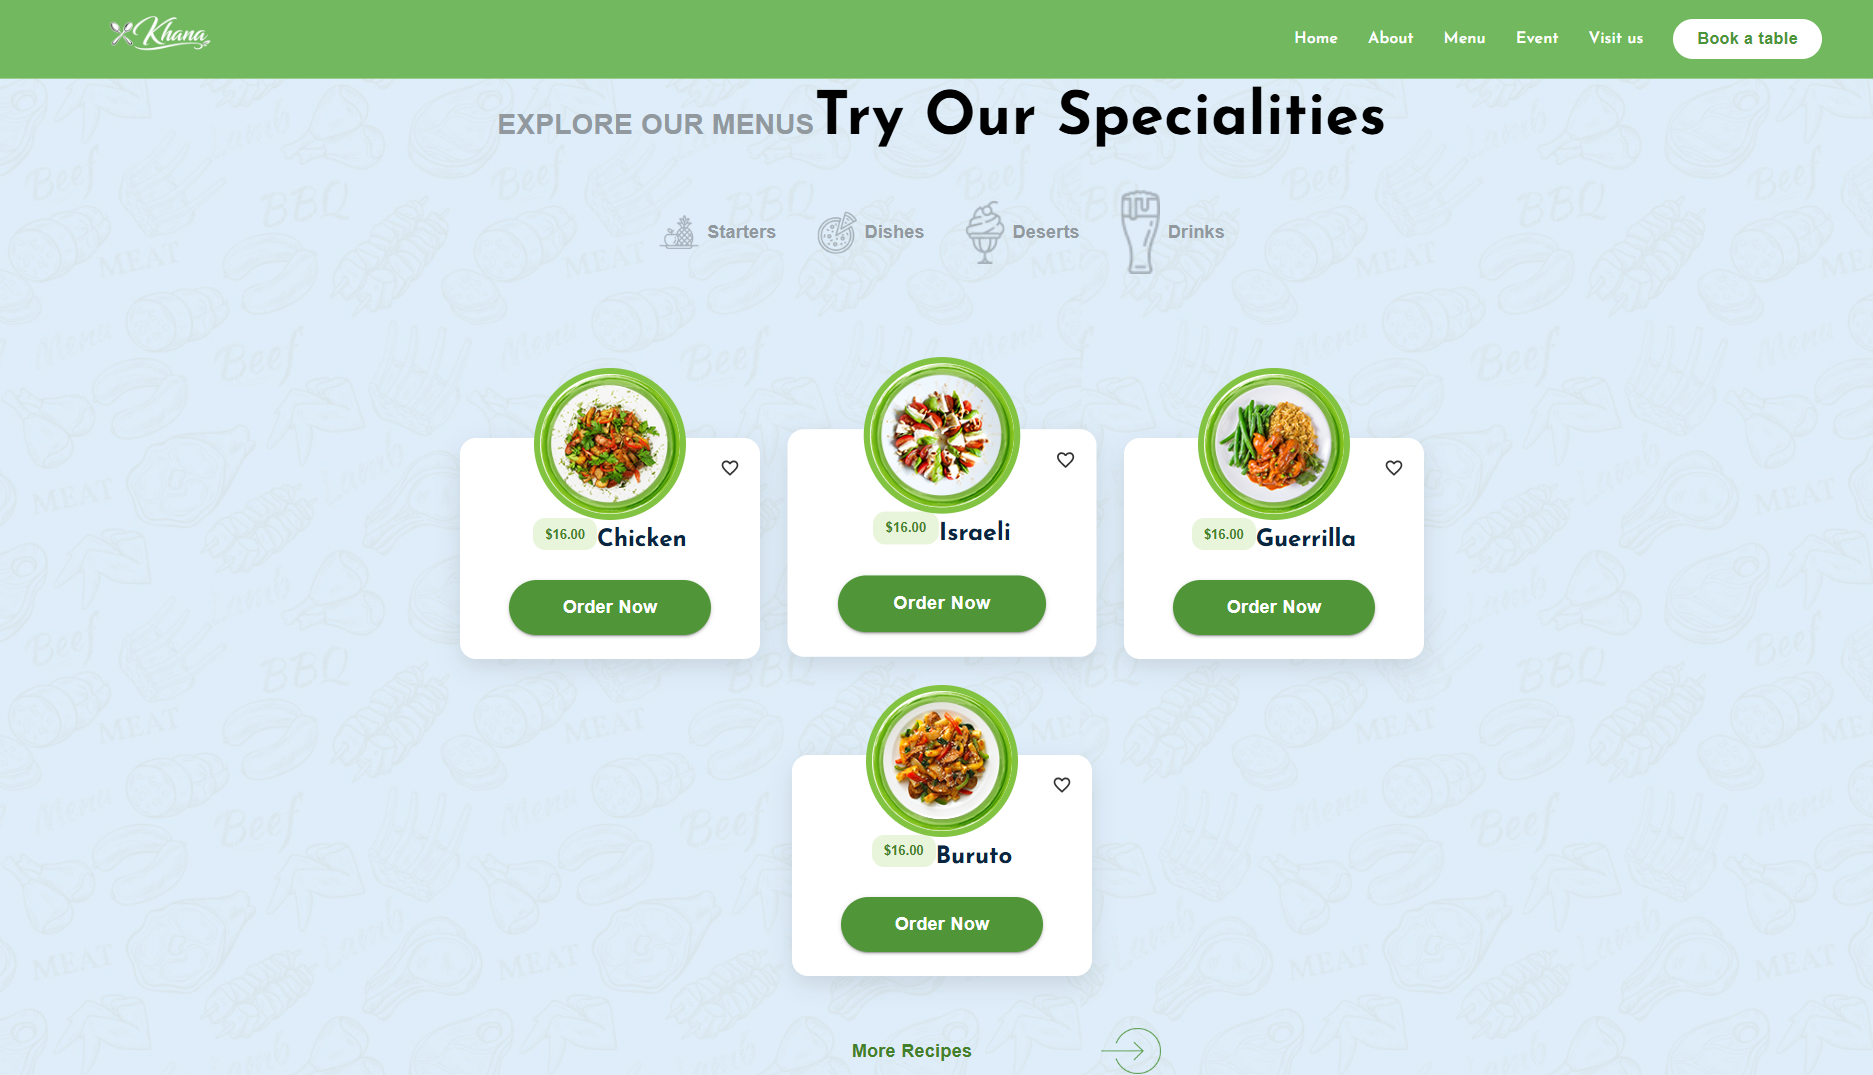 Khana
Home About Menu Event Visit us Book a table
EXPLORE OUR MENUS Try Our Specialities
Starters Dishes Deserts Drinks
$16.00 Chicken
Order Now
$16.00 Israeli
Order Now
$16.00 Guerrilla
Order Now
$16.00 Buruto
Order Now
More Recipes